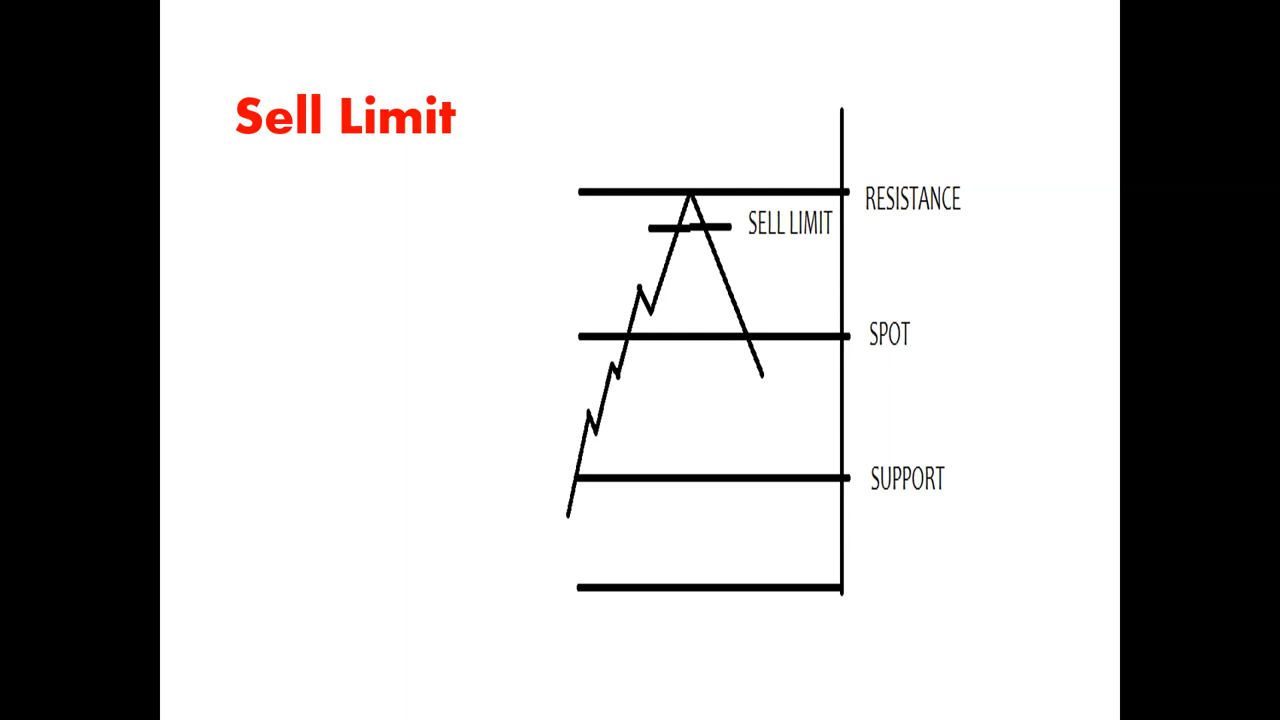 Sell Limit
RESISTANCE
SELL LIMIT
SPOT
SUPPORT